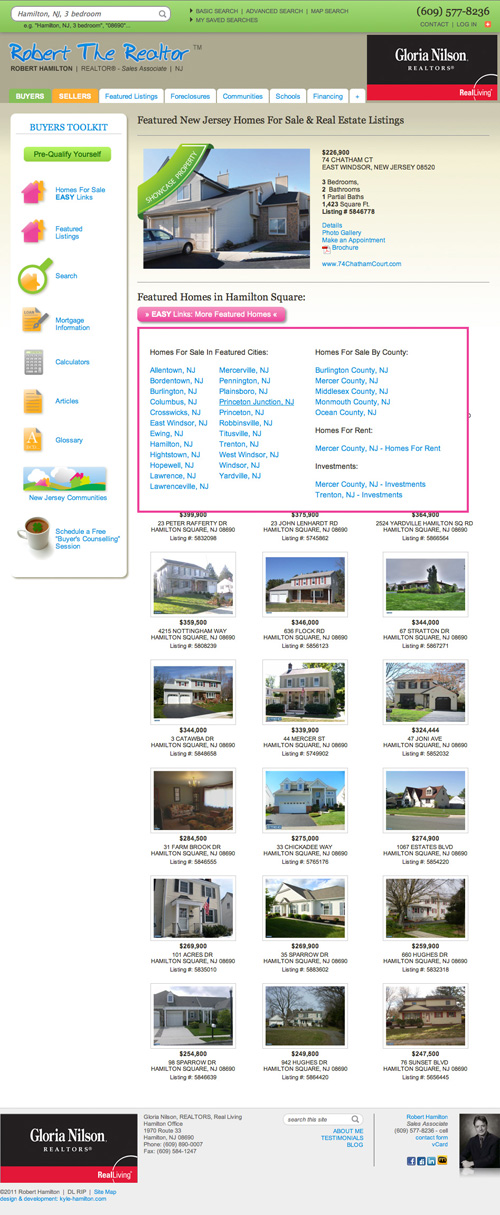 Hamilton, NJ, 3 bedroom
e.g. "Hamilton, NJ, 3 bedroom", "08690"...
BASIC SEARCH | ADVANCED SEARCH | MAP SEARCH
MY SAVED SEARCHES
(609) 577-8236
CONTACT | LOG IN
Robert The Realtor TM
ROBERT HAMILTON | REALTOR® - Sales Associate | NJ
Gloria Nilson®
REALTORS®
RealLiving®
BUYERS
SELLERS
Featured Listings
Foreclosures
Communities
Schools
Financing
+
BUYERS TOOLKIT
Pre-Qualify Yourself
Homes For Sale
EASY Links
Featured
Listings
Search
Mortgage
Information
Calculators
Articles
Glossary
New Jersey Communities
Schedule a Free
"Buyer's Counselling"
Session
Featured New Jersey Homes For Sale & Real Estate Listings
SHOWCASE PROPERTY
$226,900
74 CHATHAM CT
EAST WINDSOR, NEW JERSEY 08520
3 Bedrooms,
2 Bathrooms
1 Partial Baths
1,423 Square Ft.
Listing # 5846778
Details
Photo Gallery
Make an Appointment
Brochure
www.74ChathamCourt.com
Featured Homes in Hamilton Square:
» EASY Links: More Featured Homes «
Homes For Sale In Featured Cities:
Allentown, NJ
Bordentown, NJ
Burlington, NJ
Columbus, NJ
Crosswicks, NJ
East Windsor, NJ
Ewing, NJ
Hamilton, NJ
Hightstown, NJ
Hopewell, NJ
Lawrence, NJ
Lawrenceville, NJ
Mercerville, NJ
Pennington, NJ
Plainsboro, NJ
Princeton Junction, NJ
Princeton, NJ
Robbinsville, NJ
Titusville, NJ
Trenton, NJ
West Windsor, NJ
Windsor, NJ
Yardville, NJ
Homes For Sale By County:
Burlington County, NJ
Mercer County, NJ
Middlesex County, NJ
Monmouth County, NJ
Ocean County, NJ
Homes For Rent:
Mercer County, NJ - Homes For Rent
Investments:
Mercer County, NJ - Investments
Trenton, NJ - Investments
$399,900
23 PETER RAFFERTY DR
HAMILTON SQUARE, NJ 08690
Listing #: 5832098
$375,900
23 JOHN LENHARDT RD
HAMILTON SQUARE, NJ 08690
Listing #: 5745862
$364,900
2524 YARDVILLE HAMILTON SQ RD
HAMILTON SQUARE, NJ 08690
Listing #: 5866564
$359,500
4215 NOTTINGHAM WAY
HAMILTON SQUARE, NJ 08690
Listing #: 5808239
$346,000
636 FLOCK RD
HAMILTON SQUARE, NJ 08690
Listing #: 5856123
$344,000
67 STRATTON DR
HAMILTON SQUARE, NJ 08690
Listing #: 5867271
$344,000
3 CATAWBA DR
HAMILTON SQUARE, NJ 08690
Listing #: 5848658
$339,900
44 MERCER ST
HAMILTON SQUARE, NJ 08690
Listing #: 5749902
$324,444
47 JONI AVE
HAMILTON SQUARE, NJ 08690
Listing #: 5852032
$284,500
31 FARM BROOK DR
HAMILTON SQUARE, NJ 08690
Listing #: 5846555
$275,000
33 CHICKADEE WAY
HAMILTON SQUARE, NJ 08690
Listing #: 5765176
$274,900
1067 ESTATES BLVD
HAMILTON SQUARE, NJ 08690
Listing #: 5854220
$269,900
101 ACRES DR
HAMILTON SQUARE, NJ 08690
Listing #: 5835010
$269,900
35 SPARROW DR
HAMILTON SQUARE, NJ 08690
Listing #: 5883602
$259,900
660 HUGHES DR
HAMILTON SQUARE, NJ 08690
Listing #: 5832318
$254,800
98 SPARROW DR
HAMILTON SQUARE, NJ 08690
Listing #: 5846639
$249,800
942 HUGHES DR
HAMILTON SQUARE, NJ 08690
Listing #: 5864420
$247,500
76 SUNSET BLVD
HAMILTON SQUARE, NJ 08690
Listing #: 5656445
Gloria Nilson®
REALTORS®
RealLiving®
Gloria Nilson, REALTORS, Real Living
Hamilton Office
1970 Route 33
Hamilton, NJ 08690
Phone: (609) 890-0007
Fax: (609) 584-1247
search this site
ABOUT ME
TESTIMONIALS
BLOG
Robert Hamilton
Sales Associate
(609) 577-8236 - cell
contact form
vCard
©2011 Robert Hamilton | DL RIP | Site Map
design & development: kyle-hamilton.com